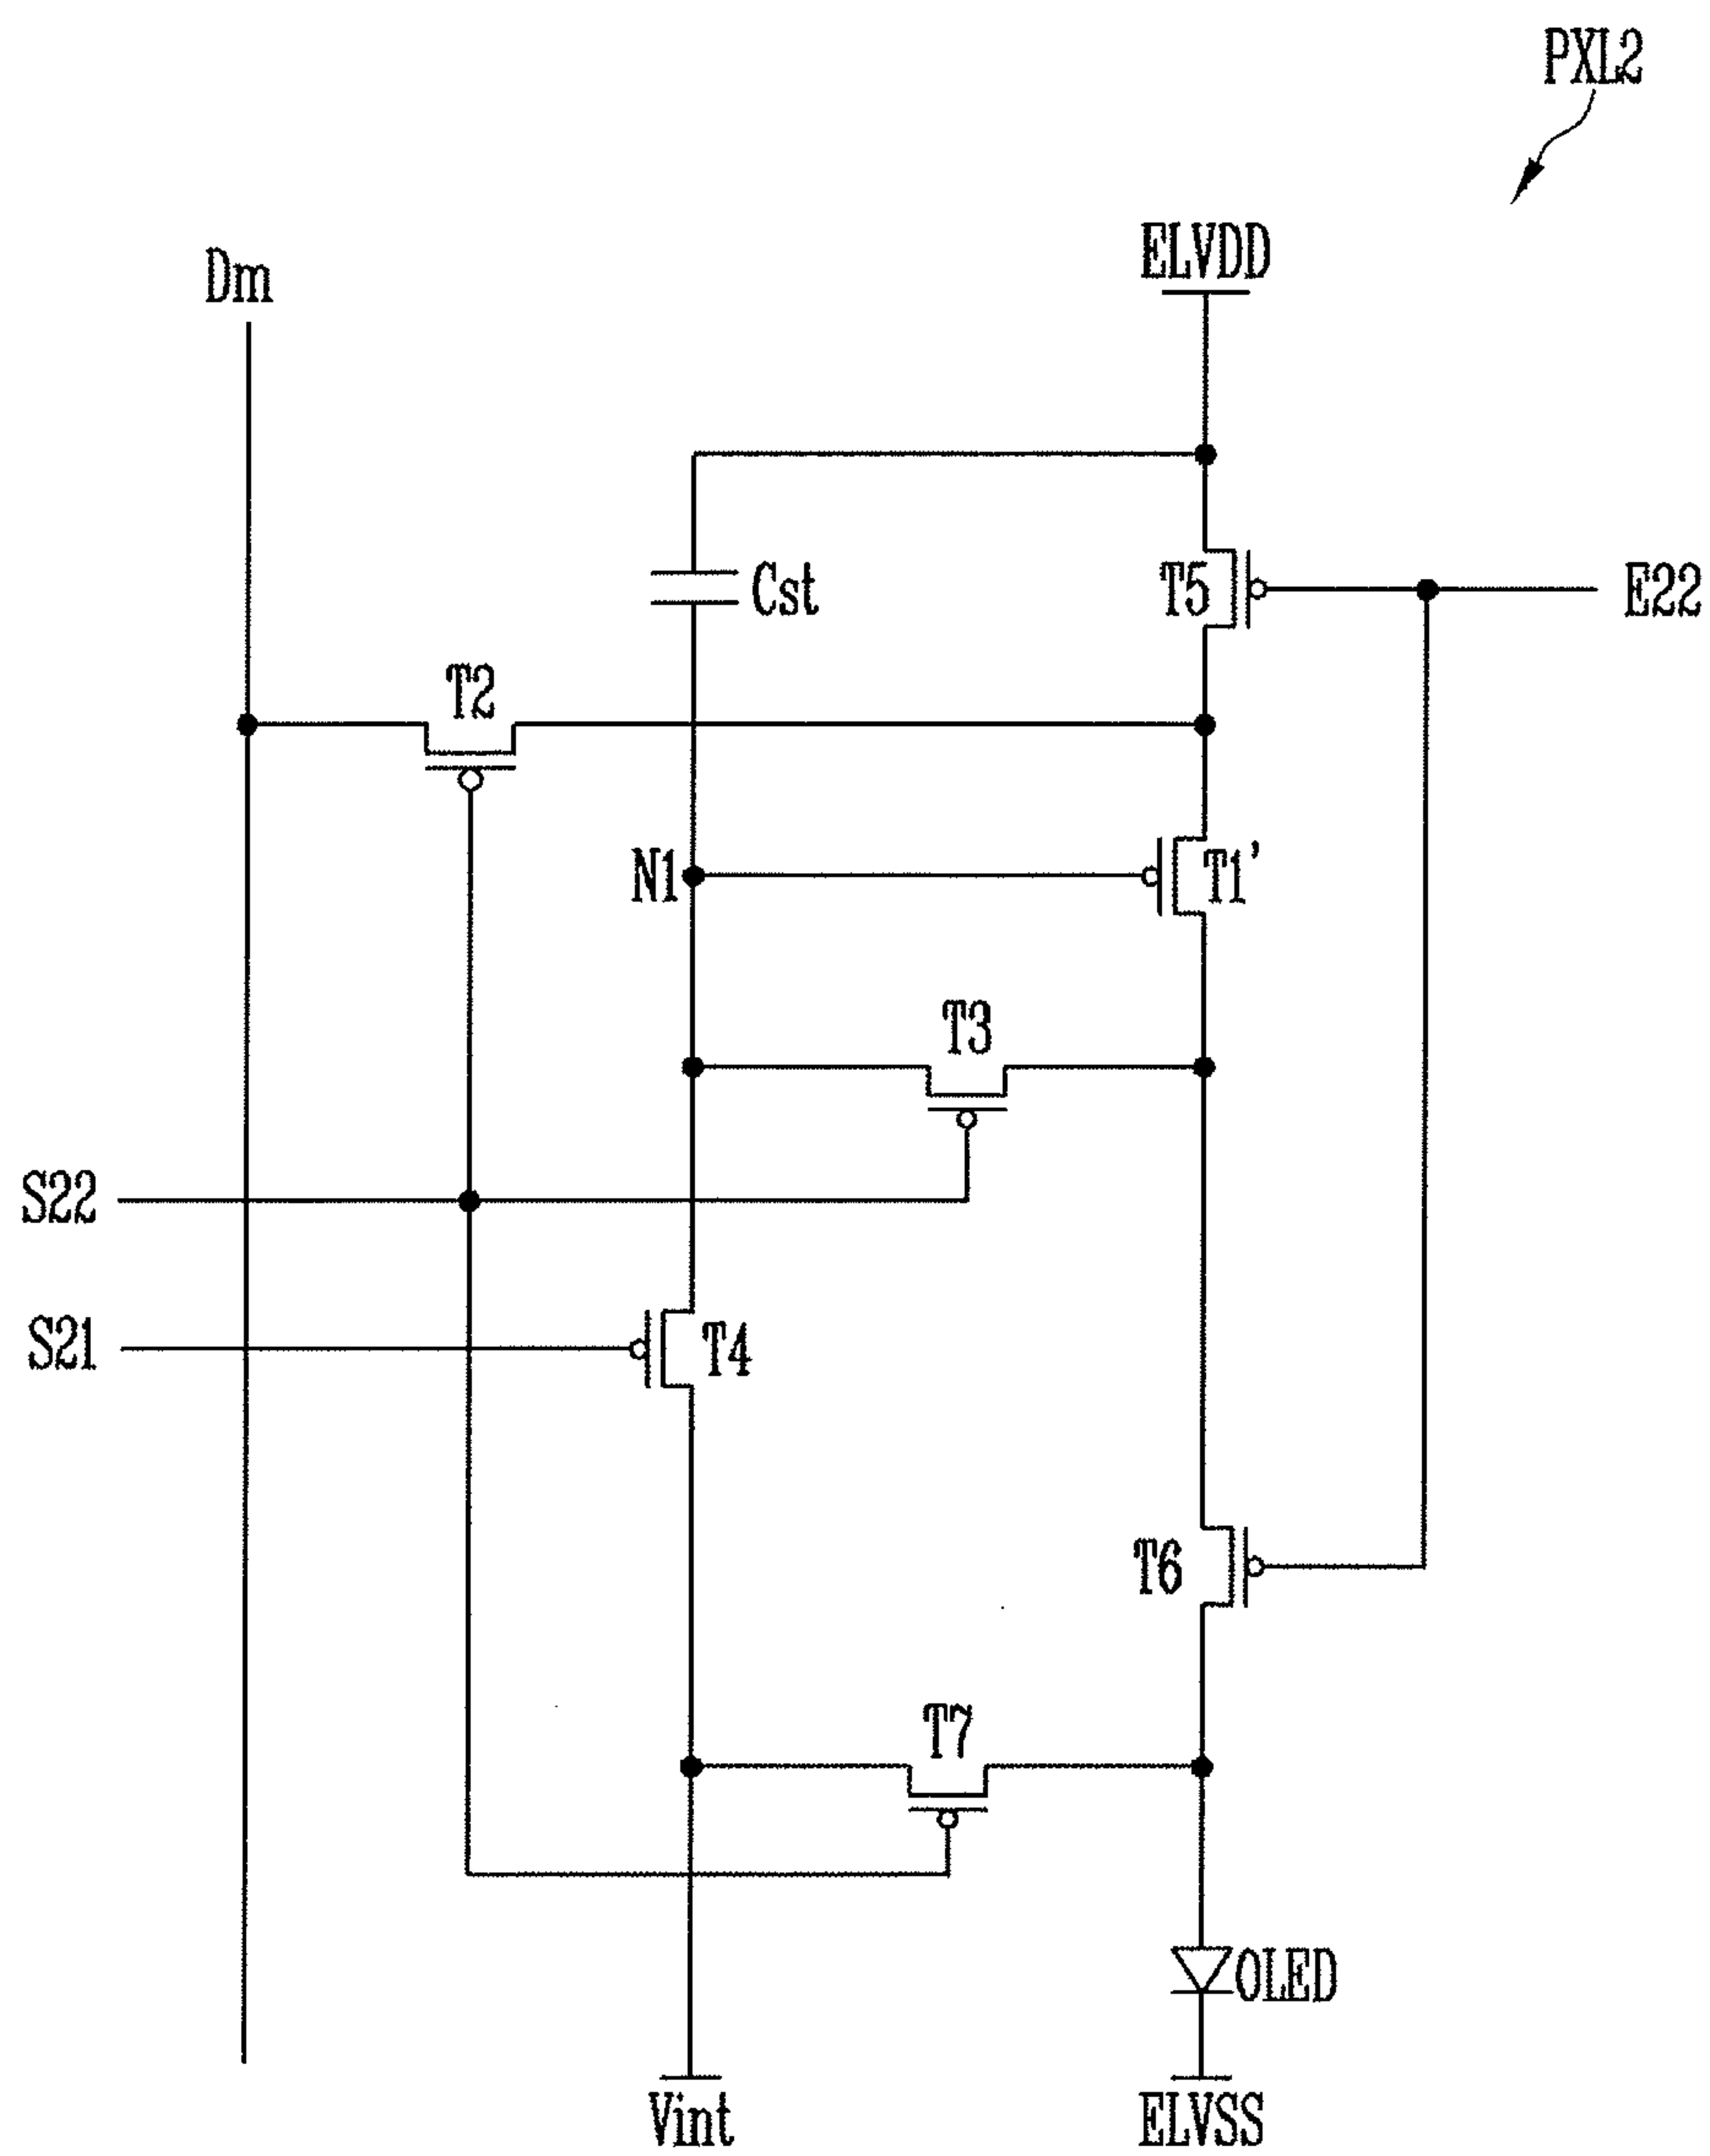 PXL2
ELVDD
Dm
Cst
T5
E22
T2
N1
T1'
T3
S22
S21
T4
T6
T7
OLED
Vint
ELVSS